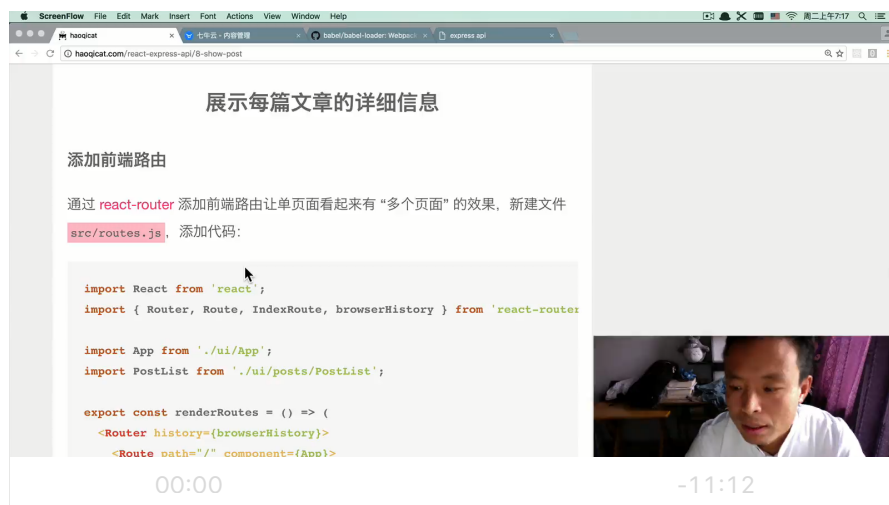 ScreenFlow File Edit Mark Insert Font Actions View Window Help 周二上午7:17
haoqicat × 七牛云 - 内容管理 × babel/babel-loader: Webpack × express api ×
haoqicat.com/react-express-api/8-show-post
展示每篇文章的详细信息
添加前端路由
通过 react-router 添加前端路由让单页面看起来有 “多个页面” 的效果，新建文件
src/routes.js，添加代码：
import React from 'react';
import { Router, Route, IndexRoute, browserHistory } from 'react-router
import App from './ui/App';
import PostList from './ui/posts/PostList';
export const renderRoutes = () => (
<Router history={browserHistory}>
<Route path="/" component={App}>
00:00 -11:12